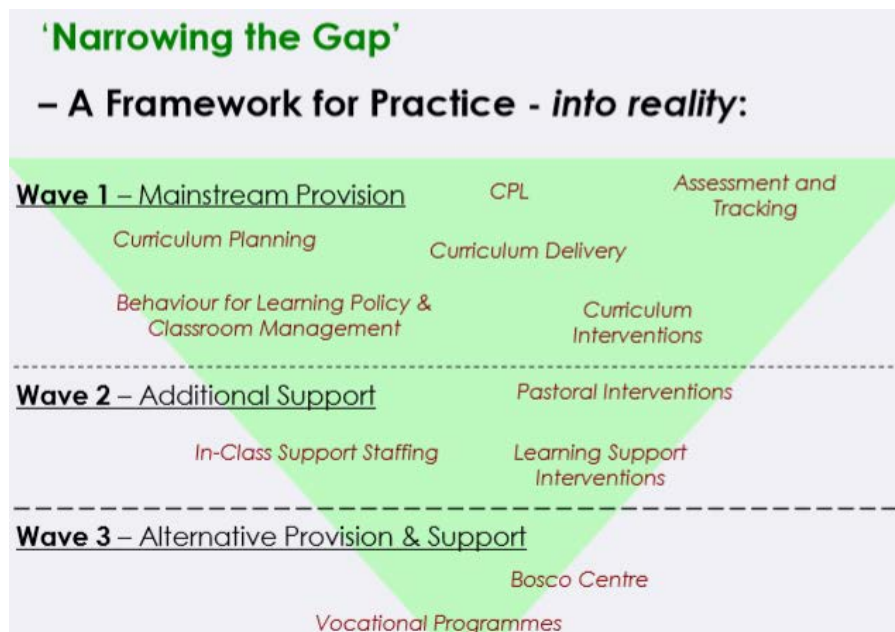 ‘Narrowing the Gap’
– A Framework for Practice - into reality:
Wave 1 – Mainstream Provision
CPL
Assessment and
Tracking
Curriculum Planning
Curriculum Delivery
Behaviour for Learning Policy &
Classroom Management
Curriculum
Interventions
Wave 2 – Additional Support
Pastoral Interventions
In-Class Support Staffing
Learning Support
Interventions
Wave 3 – Alternative Provision & Support
Bosco Centre
Vocational Programmes